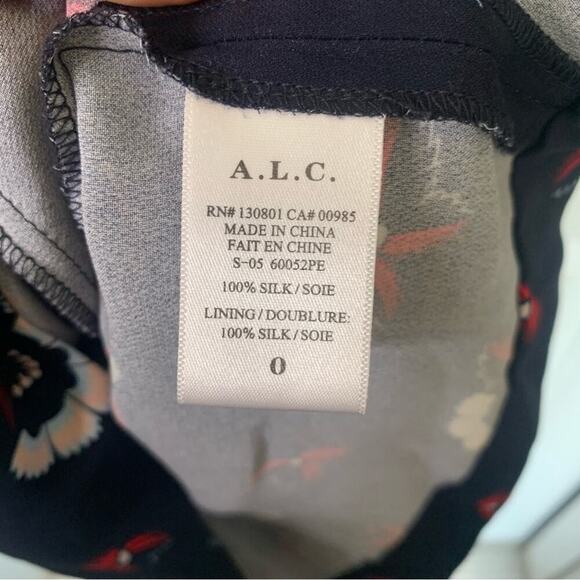 A.L.C.
RN# 130801 CA# 00985
MADE IN CHINA
FAIT EN CHINE
S-05 60052PE
100% SILK/SOIE
LINING/DOUBLURE:
100% SILK/SOIE
0